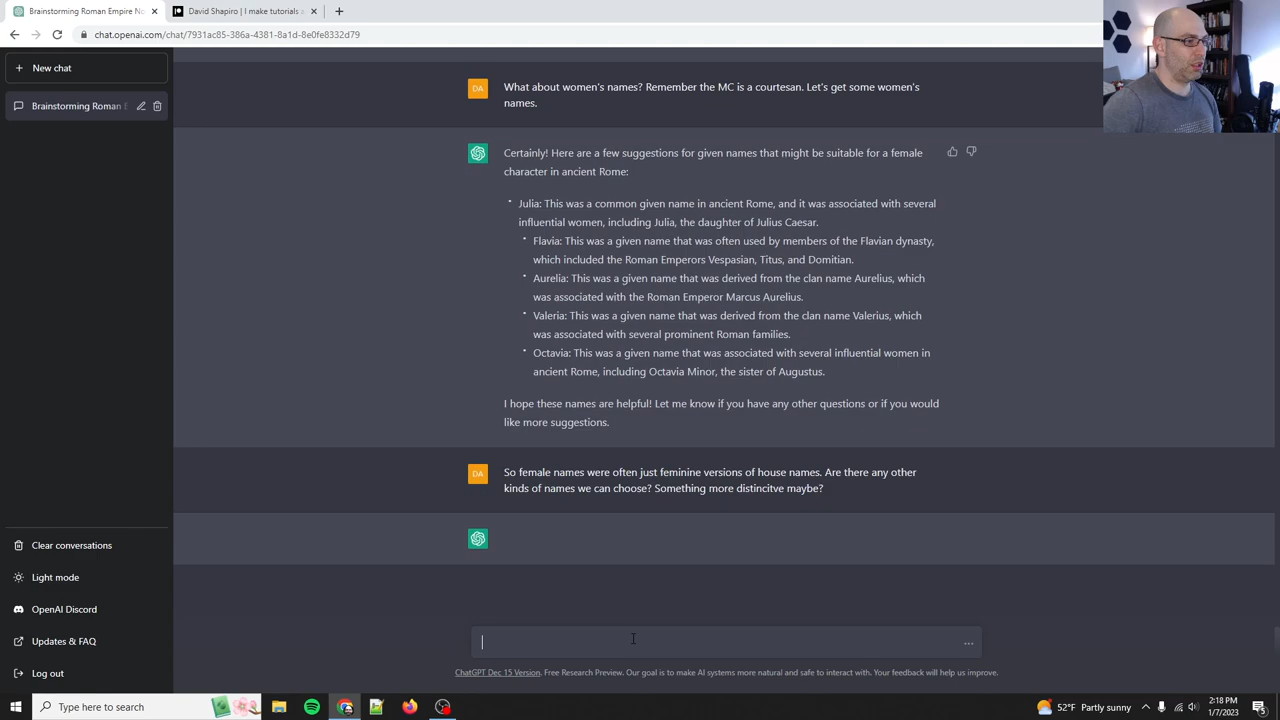 Brainstorming Roman Empire No
David Shapiro | I make tutorials a
chat.openai.com/chat/7931ac85-386a-4381-8a1d-8e0fe8332d79
New chat
Brainstorming Roman E
What about women's names? Remember the MC is a courtesan. Let's get some women's
names.
DA
Certainly! Here are a few suggestions for given names that might be suitable for a female
character in ancient Rome:
Julia: This was a common given name in ancient Rome, and it was associated with several
influential women, including Julia, the daughter of Julius Caesar.
Flavia: This was a given name that was often used by members of the Flavian dynasty,
which included the Roman Emperors Vespasian, Titus, and Domitian.
Aurelia: This was a given name that was derived from the clan name Aurelius, which
was associated with the Roman Emperor Marcus Aurelius.
Valeria: This was a given name that was derived from the clan name Valerius, which
was associated with several prominent Roman families.
Octavia: This was a given name that was associated with several influential women in
ancient Rome, including Octavia Minor, the sister of Augustus.
I hope these names are helpful! Let me know if you have any other questions or if you would
like more suggestions.
DA
So female names were often just feminine versions of house names. Are there any other
kinds of names we can choose? Something more distincitve maybe?
Clear conversations
Light mode
OpenAI Discord
Updates & FAQ
Log out
ChatGPT Dec 15 Version. Free Research Preview. Our goal is to make AI systems more natural and safe to interact with. Your feedback will help us improve.
Type here to search
52°F Partly sunny
2:18 PM
1/7/2023